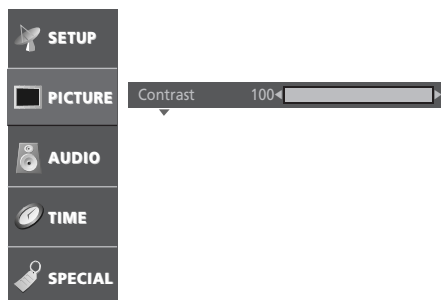 SETUP
PICTURE
Contrast 100
AUDIO
TIME
SPECIAL